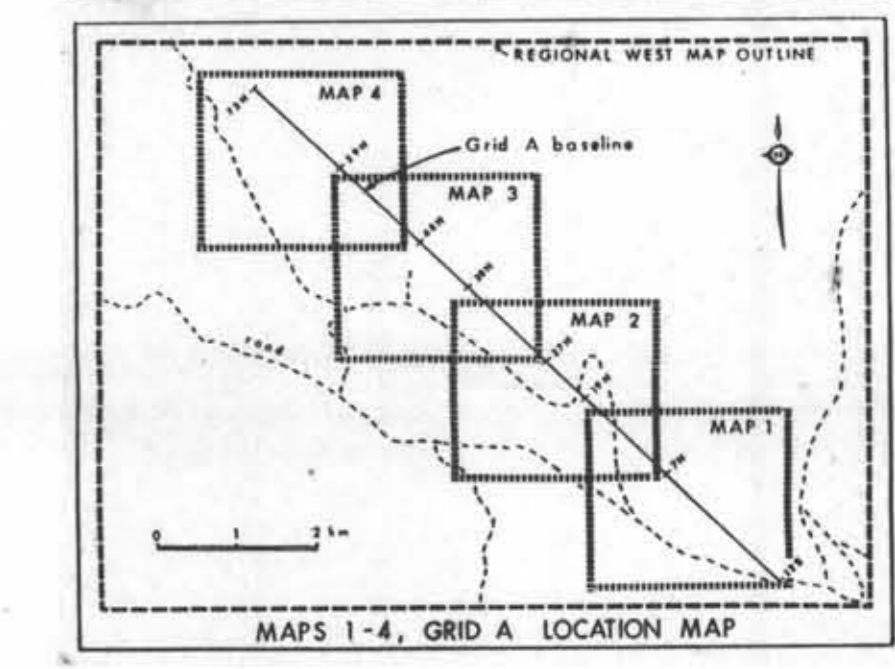 REGIONAL WEST MAP OUTLINE
MAP 4
Grid A baseline
MAP 3
MAP 2
road
MAP 1
7N
0 1 2 km
MAPS 1-4, GRID A LOCATION MAP